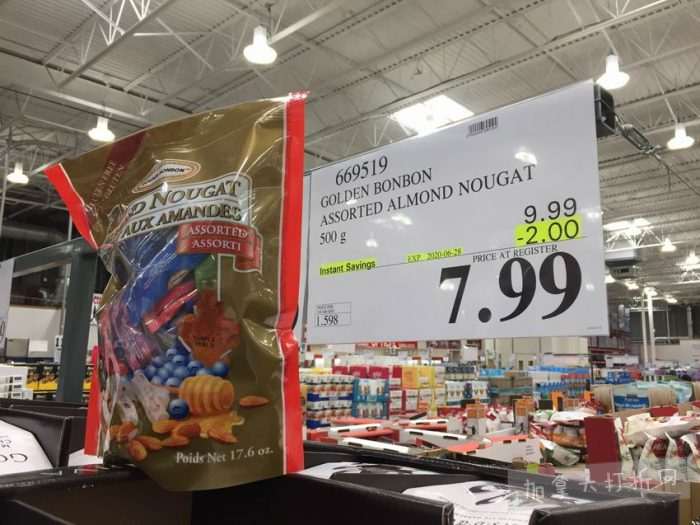 669519
GOLDEN BONBON
ASSORTED ALMOND NOUGAT
500 g
9.99
-2.00
Instant Savings
EXP. 2020-06-28
PRICE AT REGISTER
7.99
1.598
BONBON
D NOUGAT
AUX AMANDES
ASSORTED
ASSORTI
Poids Net 17.6 oz.
加拿大打折网